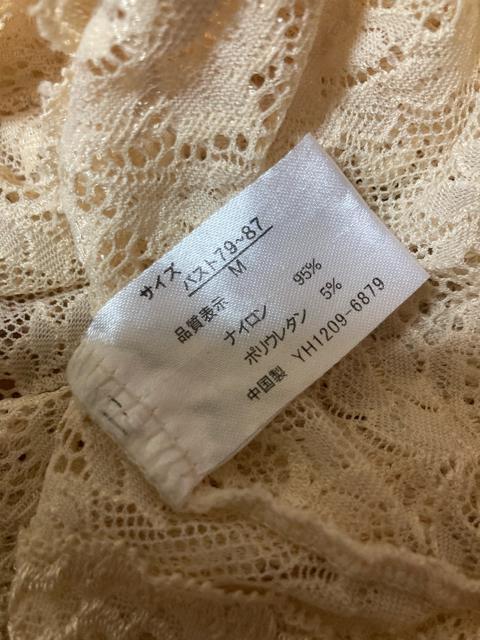 サイズ バスト79~87
M
品質表示
ナイロン 95%
ポリウレタン 5%
中国製 YH1209-6879